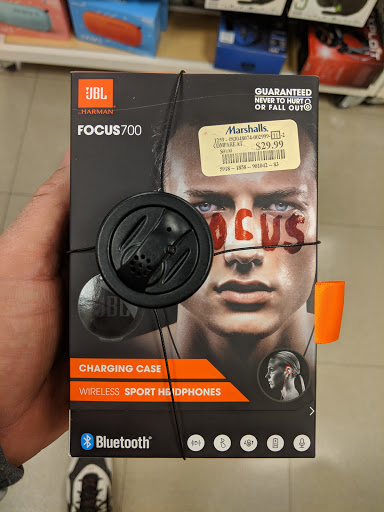 JBL
HARMAN
FOCUS700
GUARANTEED
NEVER TO HURT
OR FALL OUT
Marshalls
COMPARE AT
$29.99
FOCUS
JBL
CHARGING CASE
WIRELESS SPORT HEADPHONES
Bluetooth®